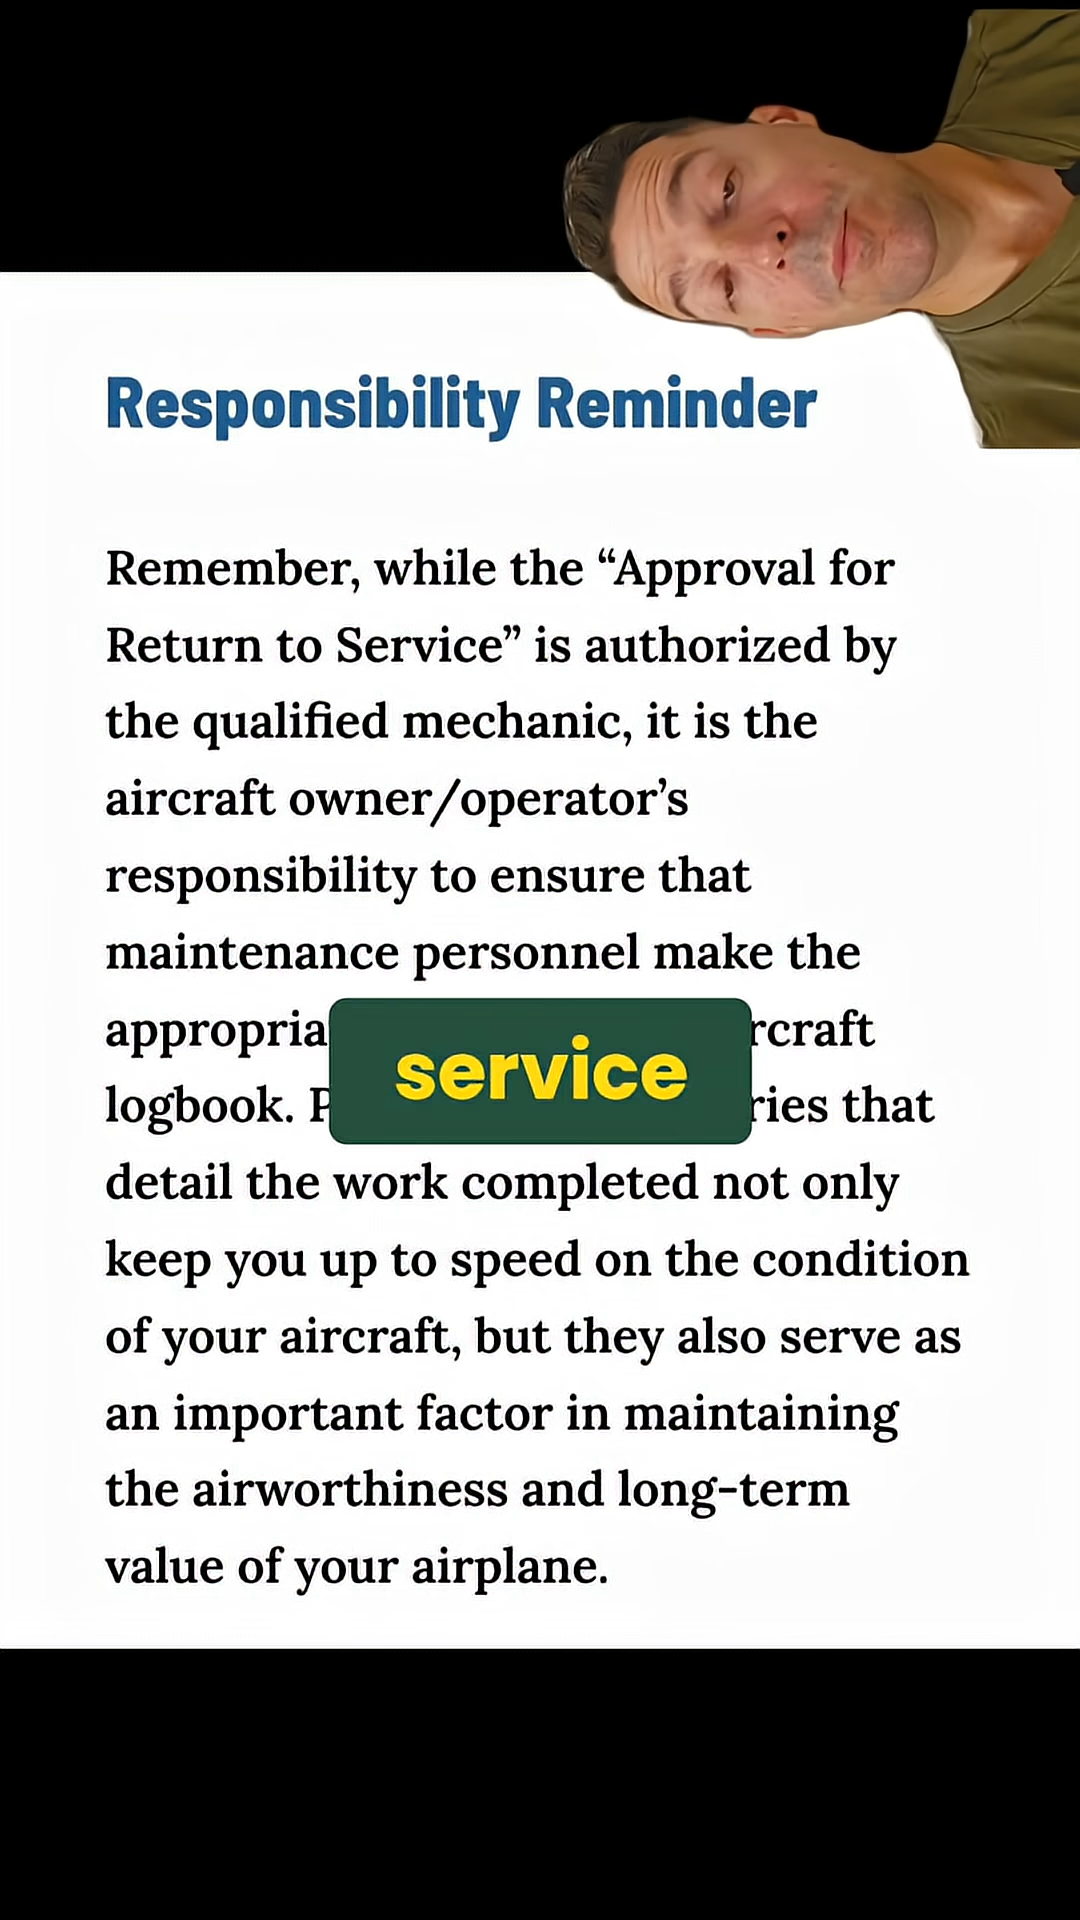 Responsibility Reminder
Remember, while the “Approval for
Return to Service” is authorized by
the qualified mechanic, it is the
aircraft owner/operator’s
responsibility to ensure that
maintenance personnel make the
service
logbook. that
detail the work completed not only
keep you up to speed on the condition
of your aircraft, but they also serve as
an important factor in maintaining
the airworthiness and long-term
value of your airplane.